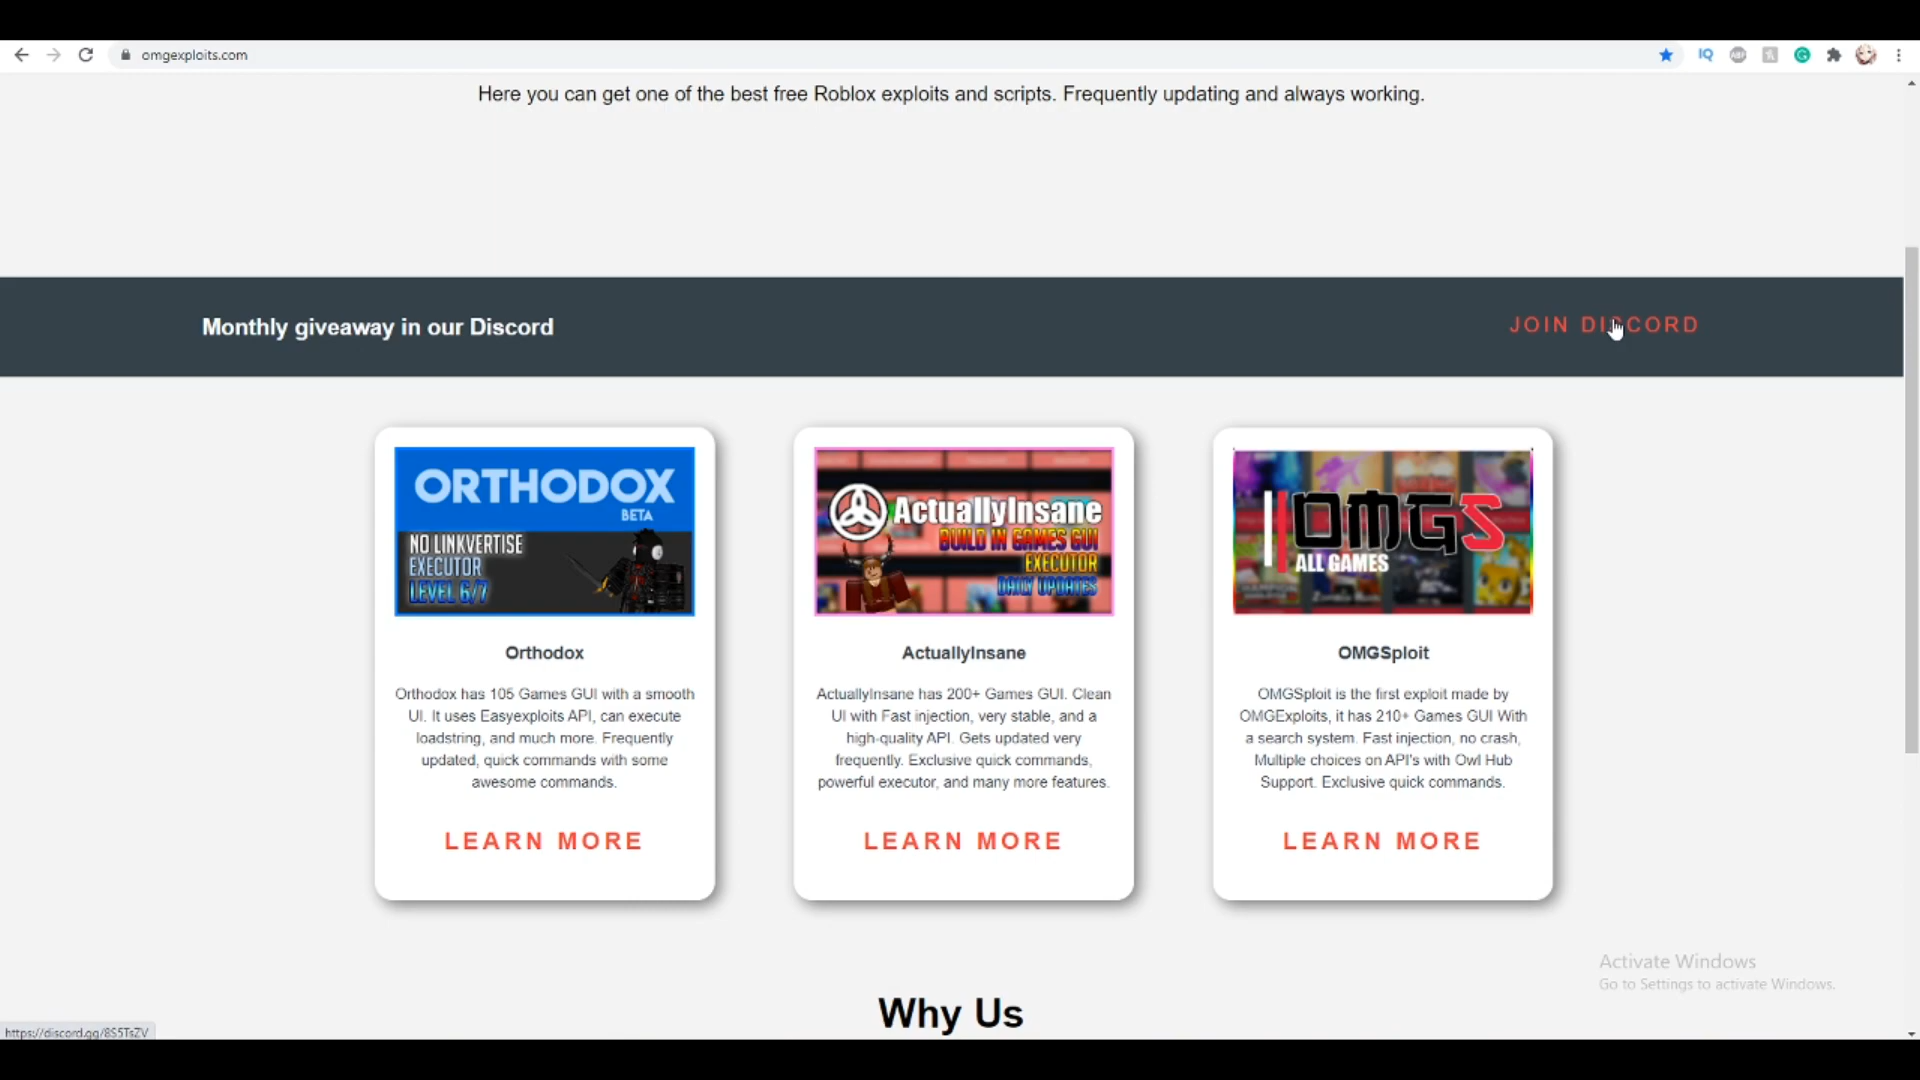 omgexploits.com
IQ
ABP
Here you can get one of the best free Roblox exploits and scripts. Frequently updating and always working.
Monthly giveaway in our Discord
JOIN DISCORD
ORTHODOX
BETA
NO LINKVERTISE
EXECUTOR
LEVEL 6/7
ActuallyInsane
BUILD IN GAMES GUI
EXECUTOR
DAILY UPDATES
OMGS
ALL GAMES
Orthodox
Orthodox has 105 Games GUI with a smooth
UI. It uses Easyexploits API, can execute
loadstring, and much more. Frequently
updated, quick commands with some
awesome commands.
LEARN MORE
ActuallyInsane
ActuallyInsane has 200+ Games GUI. Clean
UI with Fast injection, very stable, and a
high-quality API. Gets updated very
frequently. Exclusive quick commands,
powerful executor, and many more features.
LEARN MORE
OMGSploit
OMGSploit is the first exploit made by
OMGExploits, it has 210+ Games GUI With
a search system. Fast injection, no crash,
Multiple choices on API's with Owl Hub
Support. Exclusive quick commands.
LEARN MORE
Activate Windows
Go to Settings to activate Windows.
Why Us
https://discord.gg/8S5TsZV